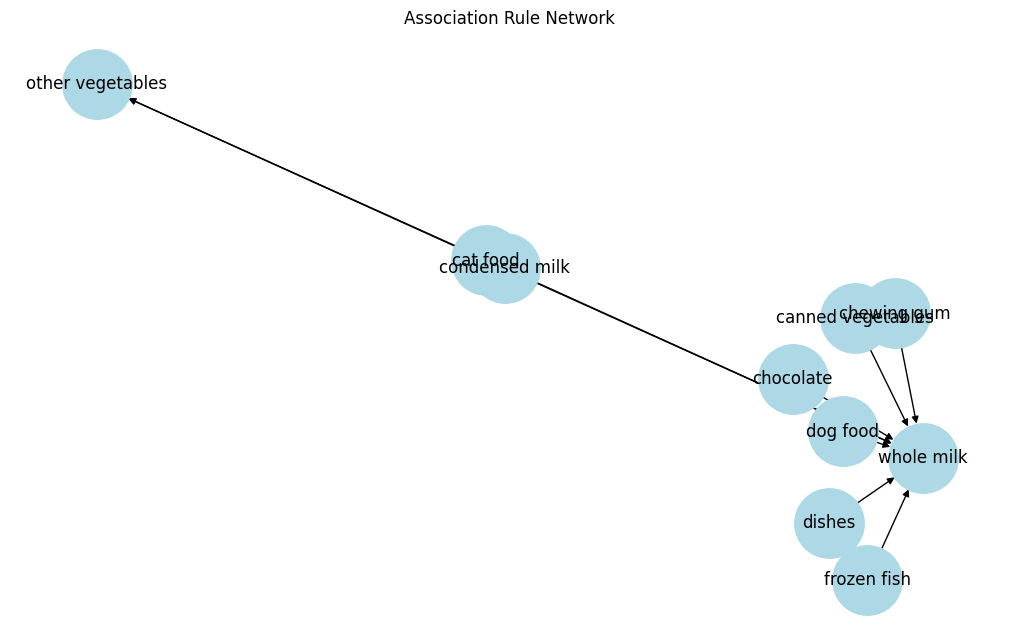 Association Rule Network
other vegetables
cat food
condensed milk
chewing gum
canned vegetables
chocolate
dog food
whole milk
dishes
frozen fish